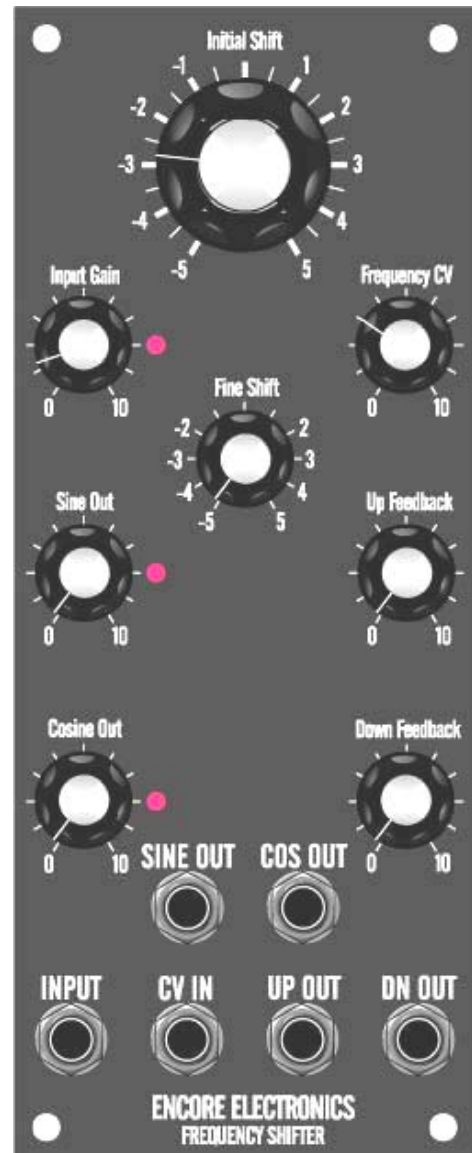 Initial Shift
-1 1
-2 2
-3 3
-4 4
-5 5
Input Gain Frequency CV
0 10
0 10
Fine Shift
-2 2
-3 3
-4 4
-5 5
Sine Out Up Feedback
0 10
0 10
Cosine Out Down Feedback
0 10
0 10
SINE OUT COS OUT
INPUT CV IN UP OUT DN OUT
ENCORE ELECTRONICS
FREQUENCY SHIFTER